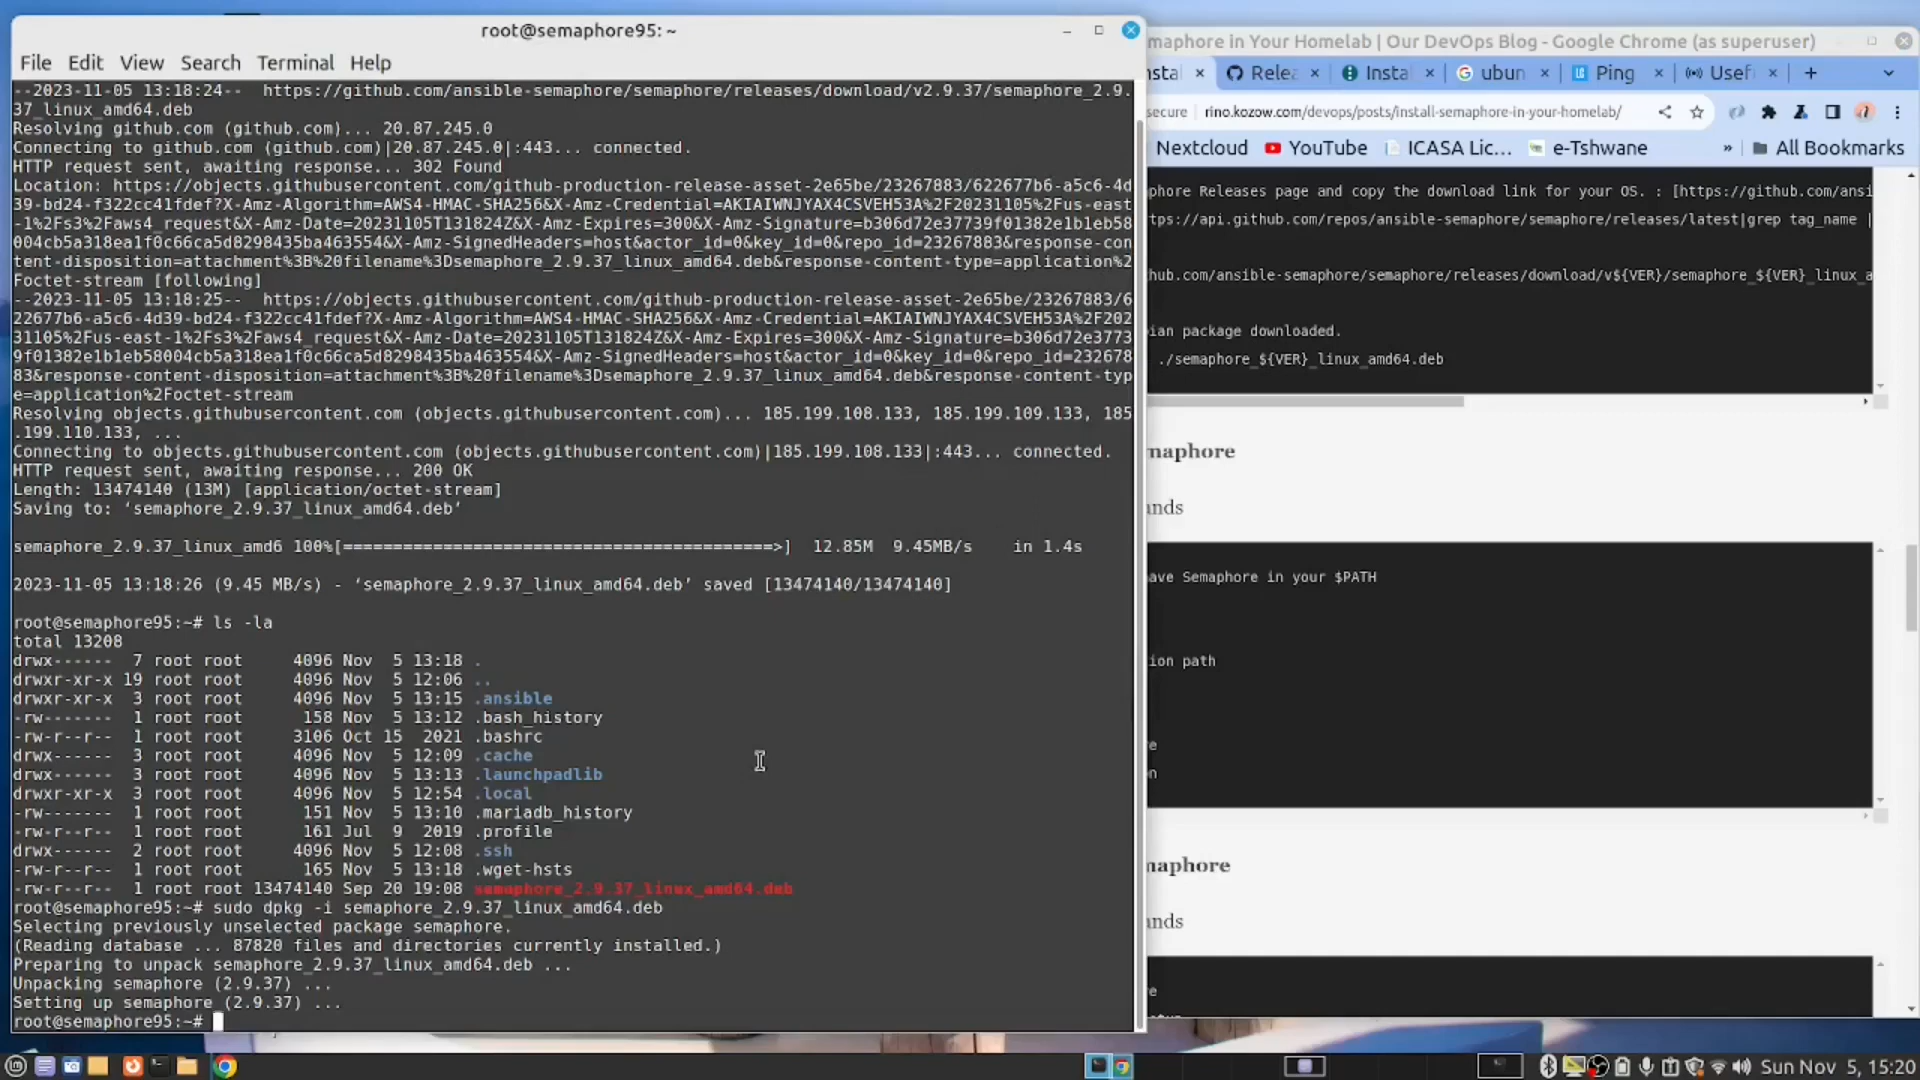 root@semaphore95: ~
File Edit View Search Terminal Help
--2023-11-05 13:18:24--  https://github.com/ansible-semaphore/semaphore/releases/download/v2.9.37/semaphore_2.9.
37_linux_amd64.deb
Resolving github.com (github.com)... 20.87.245.0
Connecting to github.com (github.com)|20.87.245.0|:443... connected.
HTTP request sent, awaiting response... 302 Found
Location: https://objects.githubusercontent.com/github-production-release-asset-2e65be/23267883/622677b6-a5c6-4d
39-bd24-f322cc41fdef?X-Amz-Algorithm=AWS4-HMAC-SHA256&X-Amz-Credential=AKIAIWNJYAX4CSVEH53A%2F20231105%2Fus-east
-1%2Fs3%2Faws4_request&X-Amz-Date=20231105T131824Z&X-Amz-Expires=300&X-Amz-Signature=b306d72e37739f01382e1b1eb58
004cb5a318ea1f0c66ca5d8298435ba463554&X-Amz-SignedHeaders=host&actor_id=0&key_id=0&repo_id=23267883&response-con
tent-disposition=attachment%3B%20filename%3Dsemaphore_2.9.37_linux_amd64.deb&response-content-type=application%2
Foctet-stream [following]
--2023-11-05 13:18:25--  https://objects.githubusercontent.com/github-production-release-asset-2e65be/23267883/6
22677b6-a5c6-4d39-bd24-f322cc41fdef?X-Amz-Algorithm=AWS4-HMAC-SHA256&X-Amz-Credential=AKIAIWNJYAX4CSVEH53A%2F202
31105%2Fus-east-1%2Fs3%2Faws4_request&X-Amz-Date=20231105T131824Z&X-Amz-Expires=300&X-Amz-Signature=b306d72e3773
9f01382e1b1eb58004cb5a318ea1f0c66ca5d8298435ba463554&X-Amz-SignedHeaders=host&actor_id=0&key_id=0&repo_id=232678
83&response-content-disposition=attachment%3B%20filename%3Dsemaphore_2.9.37_linux_amd64.deb&response-content-typ
e=application%2Foctet-stream
Resolving objects.githubusercontent.com (objects.githubusercontent.com)... 185.199.108.133, 185.199.109.133, 185
.199.110.133, ...
Connecting to objects.githubusercontent.com (objects.githubusercontent.com)|185.199.108.133|:443... connected.
HTTP request sent, awaiting response... 200 OK
Length: 13474140 (13M) [application/octet-stream]
Saving to: ‘semaphore_2.9.37_linux_amd64.deb’
semaphore_2.9.37_linux_amd6 100%[===========================================>]  12.85M  9.45MB/s    in 1.4s
2023-11-05 13:18:26 (9.45 MB/s) - ‘semaphore_2.9.37_linux_amd64.deb’ saved [13474140/13474140]
root@semaphore95:~# ls -la
total 13208
drwx------  7 root root     4096 Nov  5 13:18 .
drwxr-xr-x 19 root root     4096 Nov  5 12:06 ..
drwxr-xr-x  3 root root     4096 Nov  5 13:15 .ansible
-rw-------  1 root root      158 Nov  5 13:12 .bash_history
-rw-r--r--  1 root root     3106 Oct 15  2021 .bashrc
drwx------  3 root root     4096 Nov  5 12:09 .cache
drwx------  3 root root     4096 Nov  5 13:13 .launchpadlib
drwxr-xr-x  3 root root     4096 Nov  5 12:54 .local
-rw-------  1 root root      151 Nov  5 13:10 .mariadb_history
-rw-r--r--  1 root root      161 Jul  9  2019 .profile
drwx------  2 root root     4096 Nov  5 12:08 .ssh
-rw-r--r--  1 root root      165 Nov  5 13:18 .wget-hsts
-rw-r--r--  1 root root 13474140 Sep 20 19:08 semaphore_2.9.37_linux_amd64.deb
root@semaphore95:~# sudo dpkg -i semaphore_2.9.37_linux_amd64.deb
Selecting previously unselected package semaphore.
(Reading database ... 87820 files and directories currently installed.)
Preparing to unpack semaphore_2.9.37_linux_amd64.deb ...
Unpacking semaphore (2.9.37) ...
Setting up semaphore (2.9.37) ...
root@semaphore95:~#
maphore in Your Homelab | Our DevOps Blog - Google Chrome (as superuser)
nstal Relea Instal ubun Ping Usef
secure rino.kozow.com/devops/posts/install-semaphore-in-your-homelab/
Nextcloud YouTube ICASA Lic... e-Tshwane » All Bookmarks
phore Releases page and copy the download link for your OS. : [https://github.com/ansi
tps://api.github.com/repos/ansible-semaphore/semaphore/releases/latest|grep tag_name |
hub.com/ansible-semaphore/semaphore/releases/download/v${VER}/semaphore_${VER}_linux_a
ian package downloaded.
./semaphore_${VER}_linux_amd64.deb
maphore
nds
ave Semaphore in your $PATH
ion path
e
n
maphore
nds
e
Sun Nov 5, 15:20